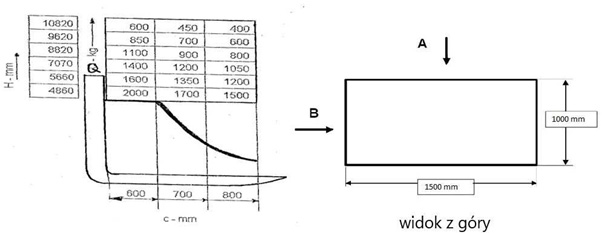 10820 600 450 400
9620 850 700 600
8820 1100 900 800
7070 1400 1200 1050
5660 1600 1350 1200
4860 2000 1700 1500
H - mm
Q - kg
600 700 800
c - mm
A
B
1000 mm
1500 mm
widok z góry